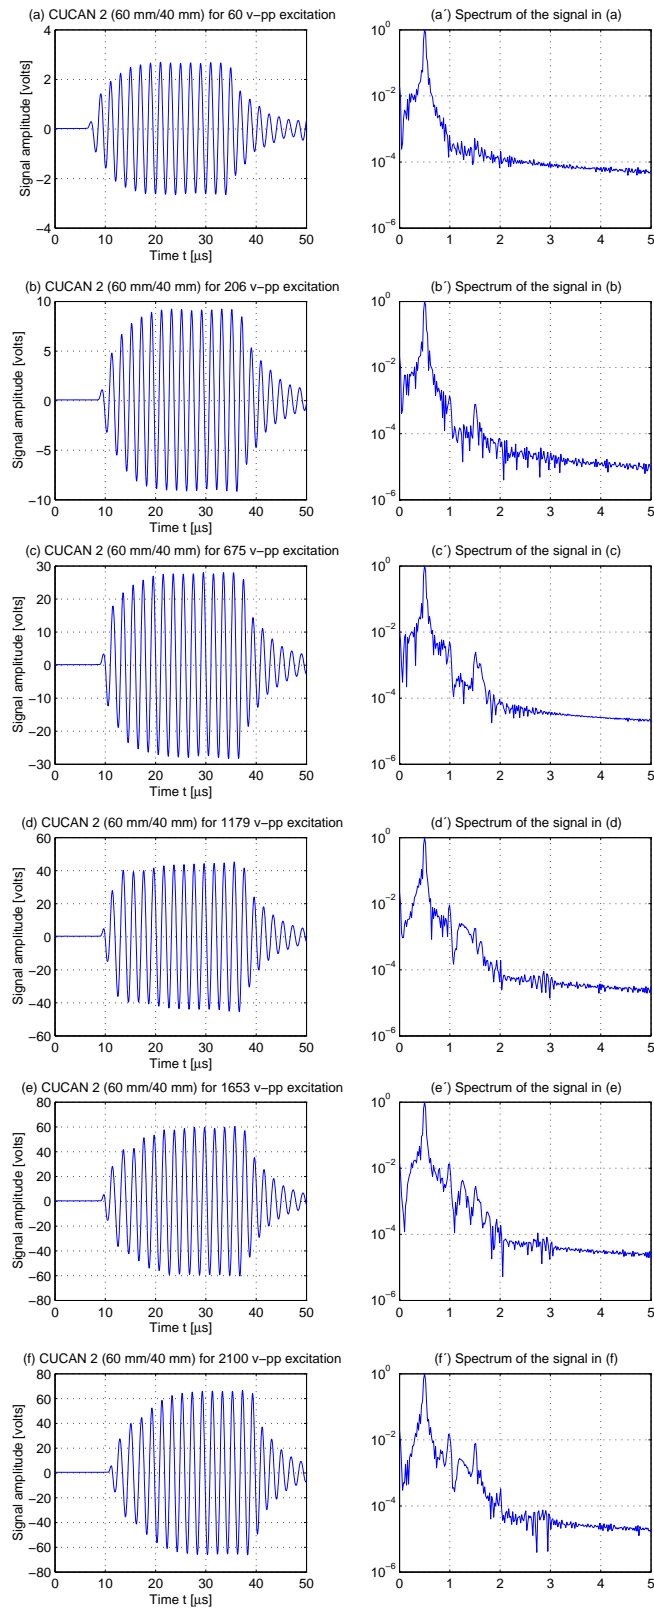 (a) CUCAN 2 (60 mm/40 mm) for 60 v-pp excitation
4
2
0
−2
−4
Signal amplitude [volts]
0 10 20 30 40 50
Time t [µs]
(a´) Spectrum of the signal in (a)
10^0
10^−2
10^−4
10^−6
0 1 2 3 4 5
(b) CUCAN 2 (60 mm/40 mm) for 206 v-pp excitation
10
5
0
−5
−10
Signal amplitude [volts]
0 10 20 30 40 50
Time t [µs]
(b´) Spectrum of the signal in (b)
10^0
10^−2
10^−4
10^−6
0 1 2 3 4 5
(c) CUCAN 2 (60 mm/40 mm) for 675 v-pp excitation
30
20
10
0
−10
−20
−30
Signal amplitude [volts]
0 10 20 30 40 50
Time t [µs]
(c´) Spectrum of the signal in (c)
10^0
10^−2
10^−4
10^−6
0 1 2 3 4 5
(d) CUCAN 2 (60 mm/40 mm) for 1179 v-pp excitation
60
40
20
0
−20
−40
−60
Signal amplitude [volts]
0 10 20 30 40 50
Time t [µs]
(d´) Spectrum of the signal in (d)
10^0
10^−2
10^−4
10^−6
0 1 2 3 4 5
(e) CUCAN 2 (60 mm/40 mm) for 1653 v-pp excitation
80
60
40
20
0
−20
−40
−60
−80
Signal amplitude [volts]
0 10 20 30 40 50
Time t [µs]
(e´) Spectrum of the signal in (e)
10^0
10^−2
10^−4
10^−6
0 1 2 3 4 5
(f) CUCAN 2 (60 mm/40 mm) for 2100 v-pp excitation
80
60
40
20
0
−20
−40
−60
−80
Signal amplitude [volts]
0 10 20 30 40 50
Time t [µs]
(f´) Spectrum of the signal in (f)
10^0
10^−2
10^−4
10^−6
0 1 2 3 4 5